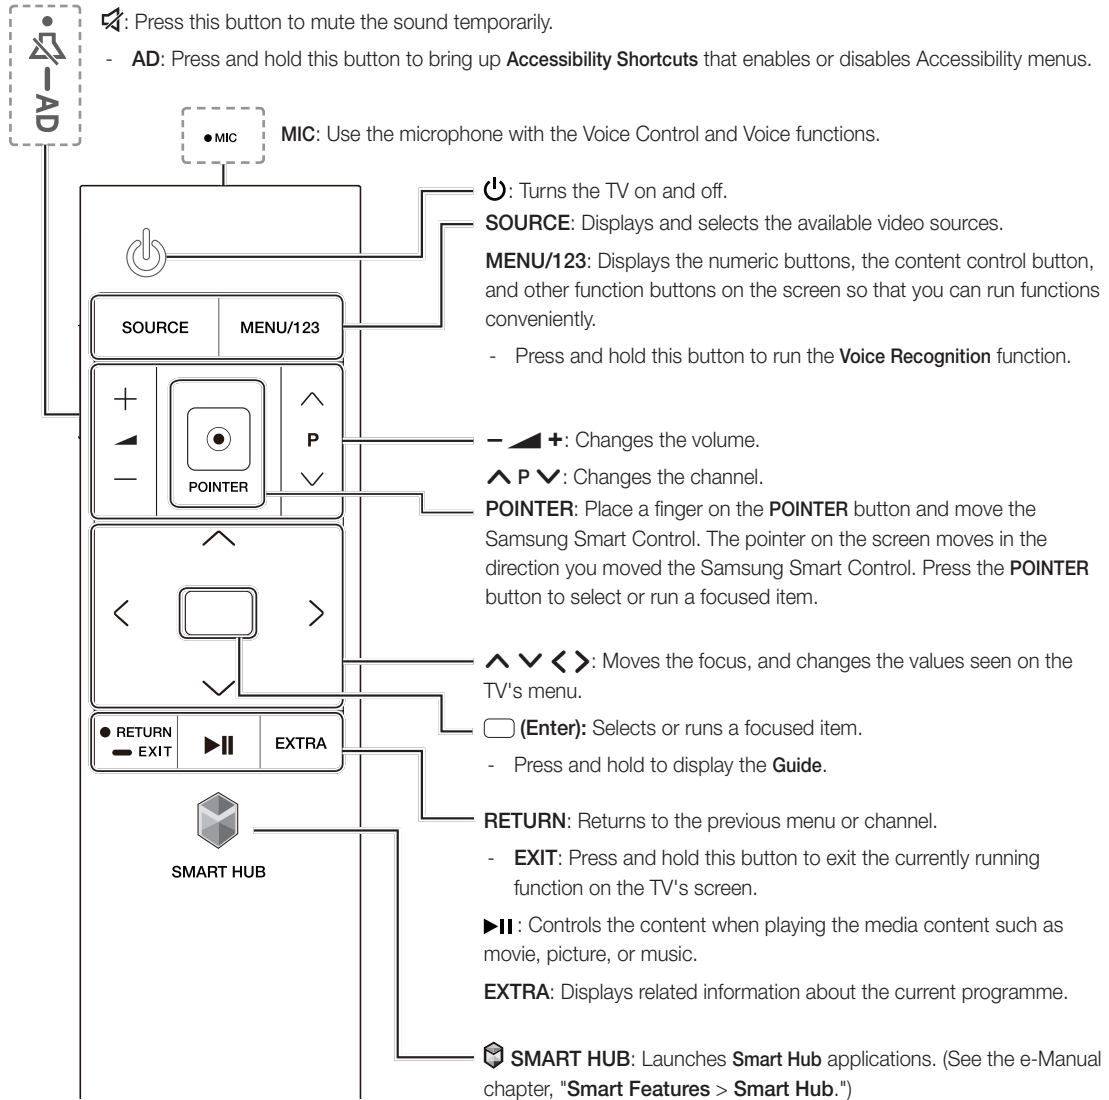 : Press this button to mute the sound temporarily.
- AD: Press and hold this button to bring up Accessibility Shortcuts that enables or disables Accessibility menus.
AD
MIC
MIC: Use the microphone with the Voice Control and Voice functions.
: Turns the TV on and off.
SOURCE: Displays and selects the available video sources.
MENU/123: Displays the numeric buttons, the content control button,
and other function buttons on the screen so that you can run functions
conveniently.
- Press and hold this button to run the Voice Recognition function.
SOURCE MENU/123
+
P
—
POINTER
– +: Changes the volume.
P : Changes the channel.
POINTER: Place a finger on the POINTER button and move the
Samsung Smart Control. The pointer on the screen moves in the
direction you moved the Samsung Smart Control. Press the POINTER
button to select or run a focused item.
: Moves the focus, and changes the values seen on the
TV's menu.
(Enter): Selects or runs a focused item.
- Press and hold to display the Guide.
RETURN
EXIT
EXTRA
RETURN: Returns to the previous menu or channel.
- EXIT: Press and hold this button to exit the currently running
function on the TV's screen.
: Controls the content when playing the media content such as
movie, picture, or music.
EXTRA: Displays related information about the current programme.
SMART HUB
SMART HUB: Launches Smart Hub applications. (See the e-Manual
chapter, "Smart Features > Smart Hub.")